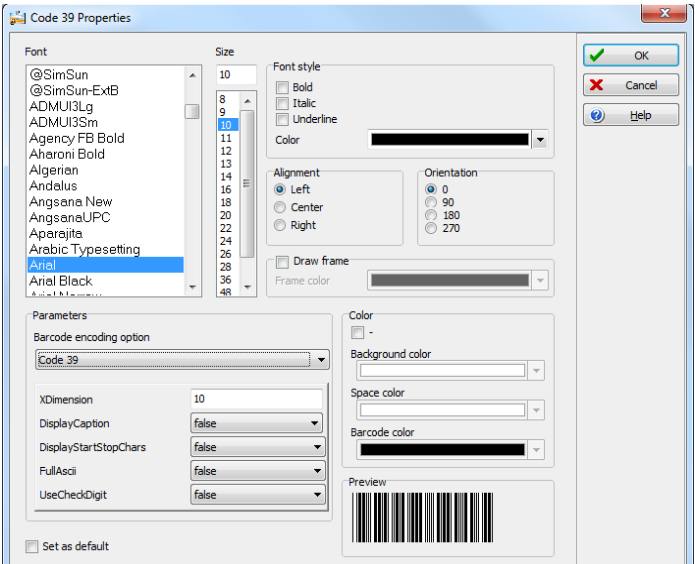 Code 39 Properties
Font
@SimSun
@SimSun-ExtB
ADMUI3Lg
ADMUI3Sm
Agency FB Bold
Aharoni Bold
Algerian
Andalus
Angsana New
AngsanaUPC
Aparajita
Arabic Typesetting
Arial
Arial Black
Arial Narrow
Size
10
8
9
10
11
12
13
14
16
18
20
22
24
26
28
36
48
Font style
Bold
Italic
Underline
Color
Alignment
Left
Center
Right
Orientation
0
90
180
270
Draw frame
Frame color
OK
Cancel
Help
Parameters
Barcode encoding option
Code 39
XDimension 10
DisplayCaption false
DisplayStartStopChars false
FullAscii false
UseCheckDigit false
Color
-
Background color
Space color
Barcode color
Preview
Set as default